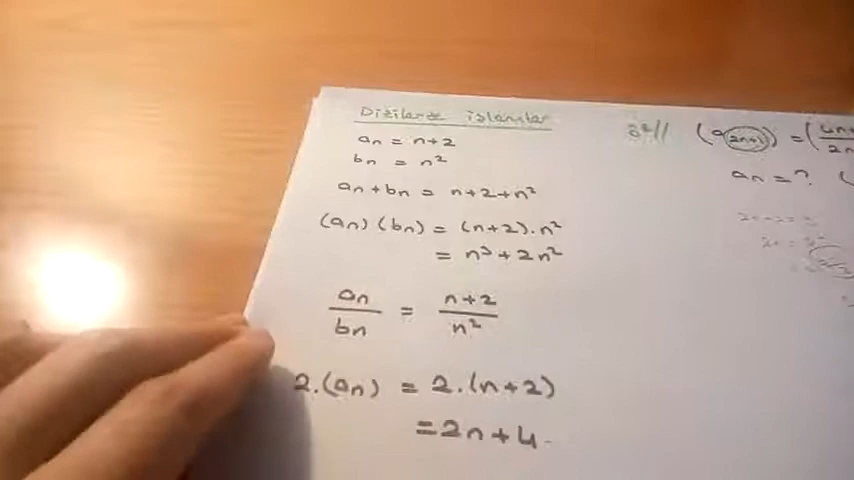 Dizilerde işlemler
an = n+2
bn = n²
an + bn = n+2+n²
(an)(bn) = (n+2).n²
= n³+2n²
an / bn = n+2 / n²
2.(an) = 2.(n+2)
= 2n+4
an = ?